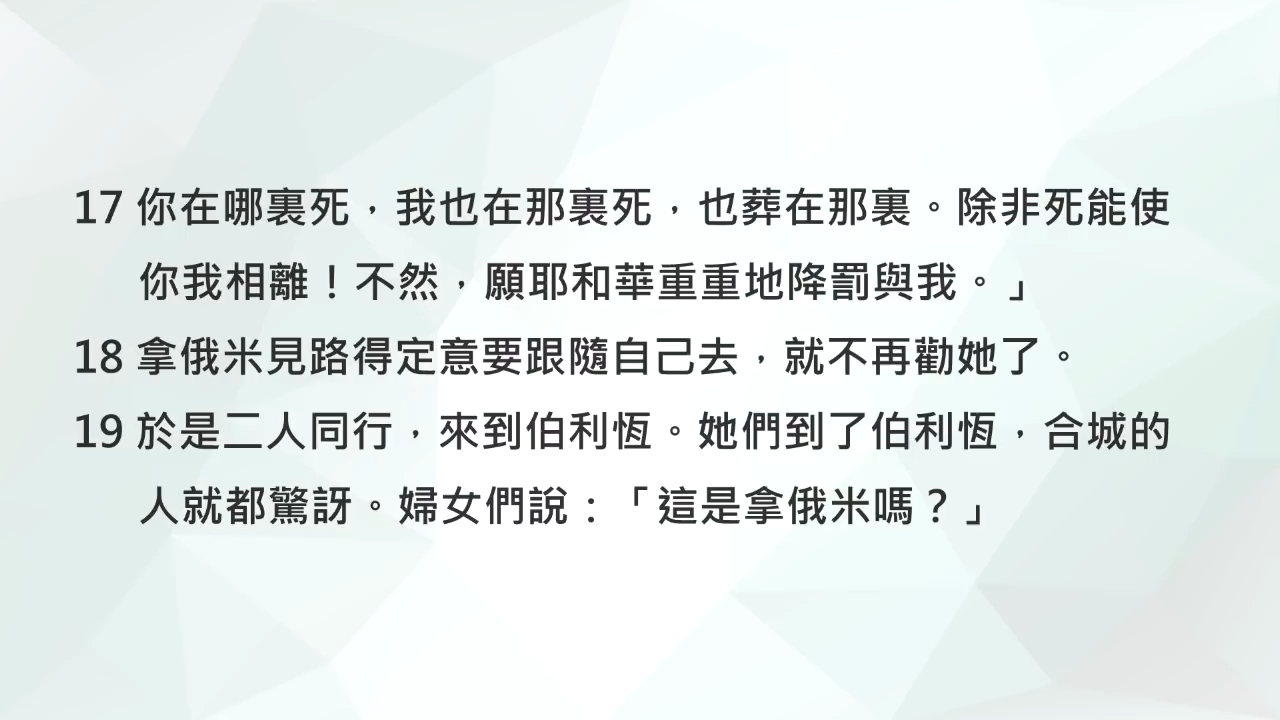 17 你在哪裏死，我也在那裏死，也葬在那裏。除非死能使
你我相離！不然，願耶和華重重地降罰與我。」
18 拿俄米見路得定意要跟隨自己去，就不再勸她了。
19 於是二人同行，來到伯利恆。她們到了伯利恆，合城的
人就都驚訝。婦女們說：「這是拿俄米嗎？」